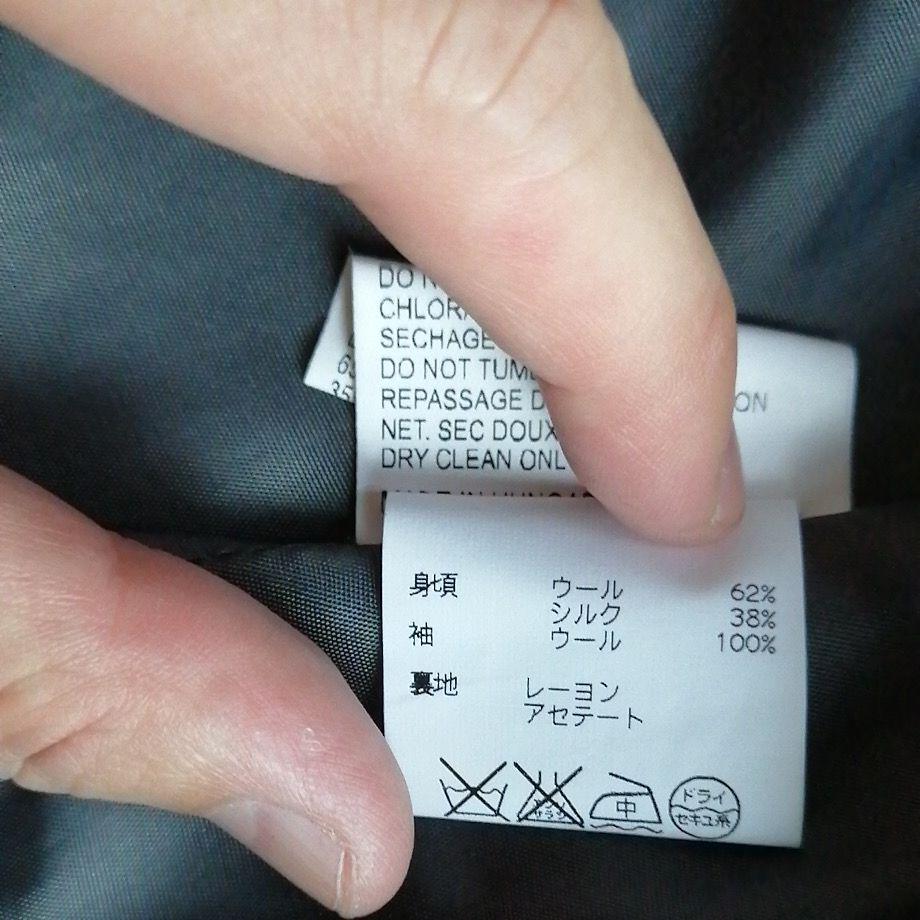 DO
CHLOR
SECHAGE
DO NOT TUM
REPASSAGE D ON
NET. SEC DOUX
DRY CLEAN ONL
身頃 ウール 62%
シルク 38%
袖 ウール 100%
裏地 レーヨン
アセテート
中
ドライ
セキユ系